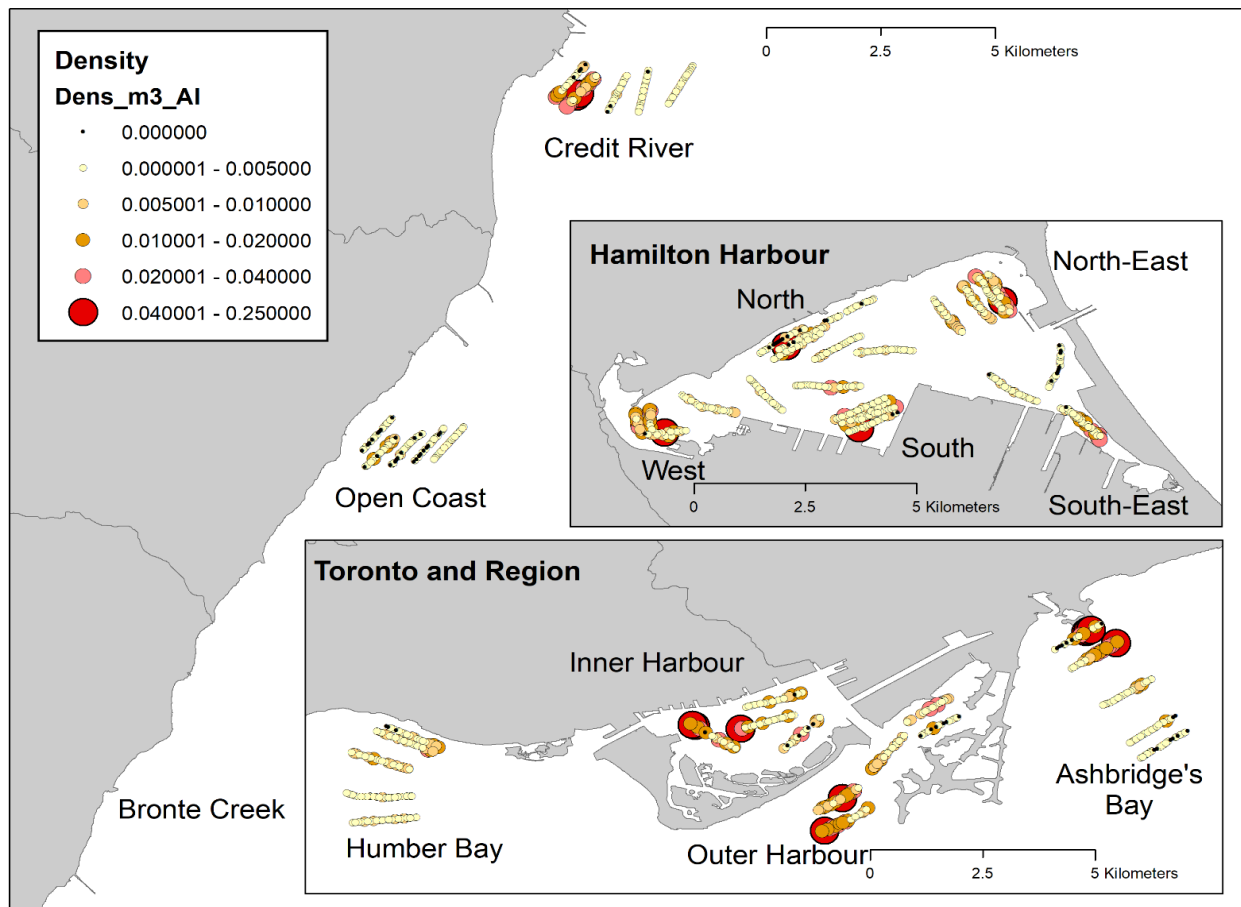 0
2.5
5 Kilometers
Density
Dens_m3_AI
0.000000
0.000001 - 0.005000
0.005001 - 0.010000
0.010001 - 0.020000
0.020001 - 0.040000
0.040001 - 0.250000
Credit River
Open Coast
Bronte Creek
Hamilton Harbour
North-East
North
West
South
South-East
0
2.5
5 Kilometers
Toronto and Region
Inner Harbour
Humber Bay
Outer Harbour
Ashbridge's
Bay
0
2.5
5 Kilometers